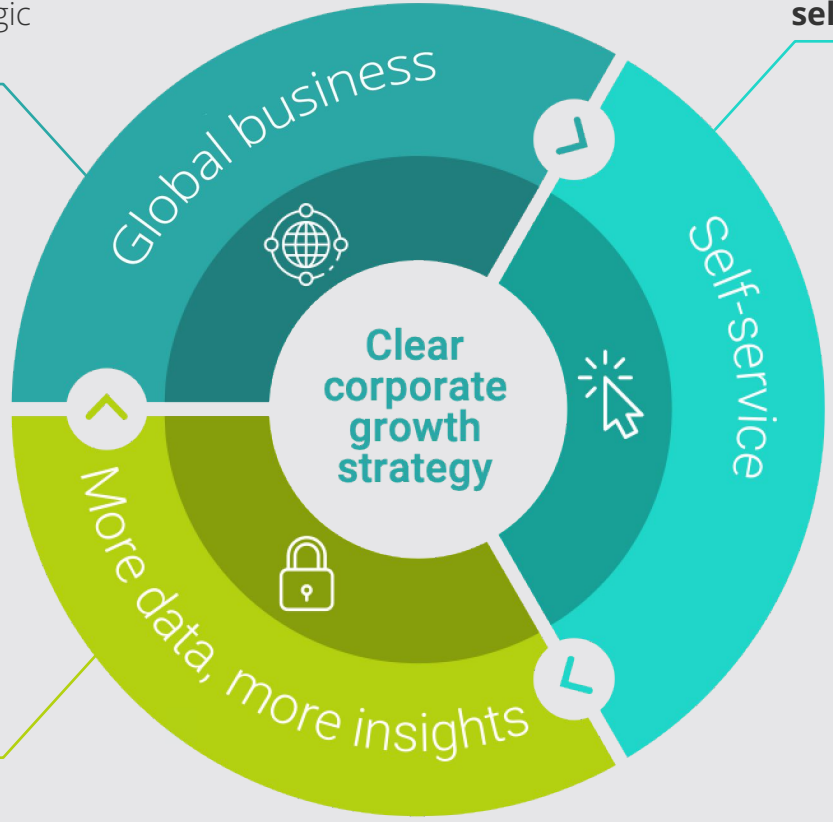 Global business
Self-service
Clear
corporate
growth
strategy
More data, more insights